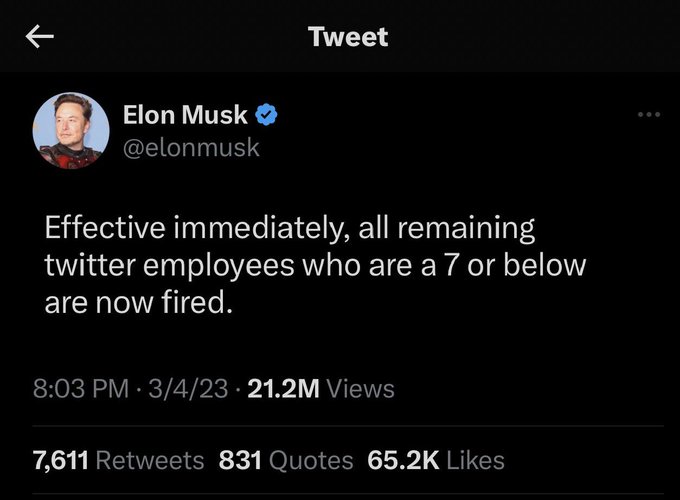 Tweet
Elon Musk
@elonmusk
Effective immediately, all remaining
twitter employees who are a 7 or below
are now fired.
8:03 PM · 3/4/23 · 21.2M Views
7,611 Retweets 831 Quotes 65.2K Likes